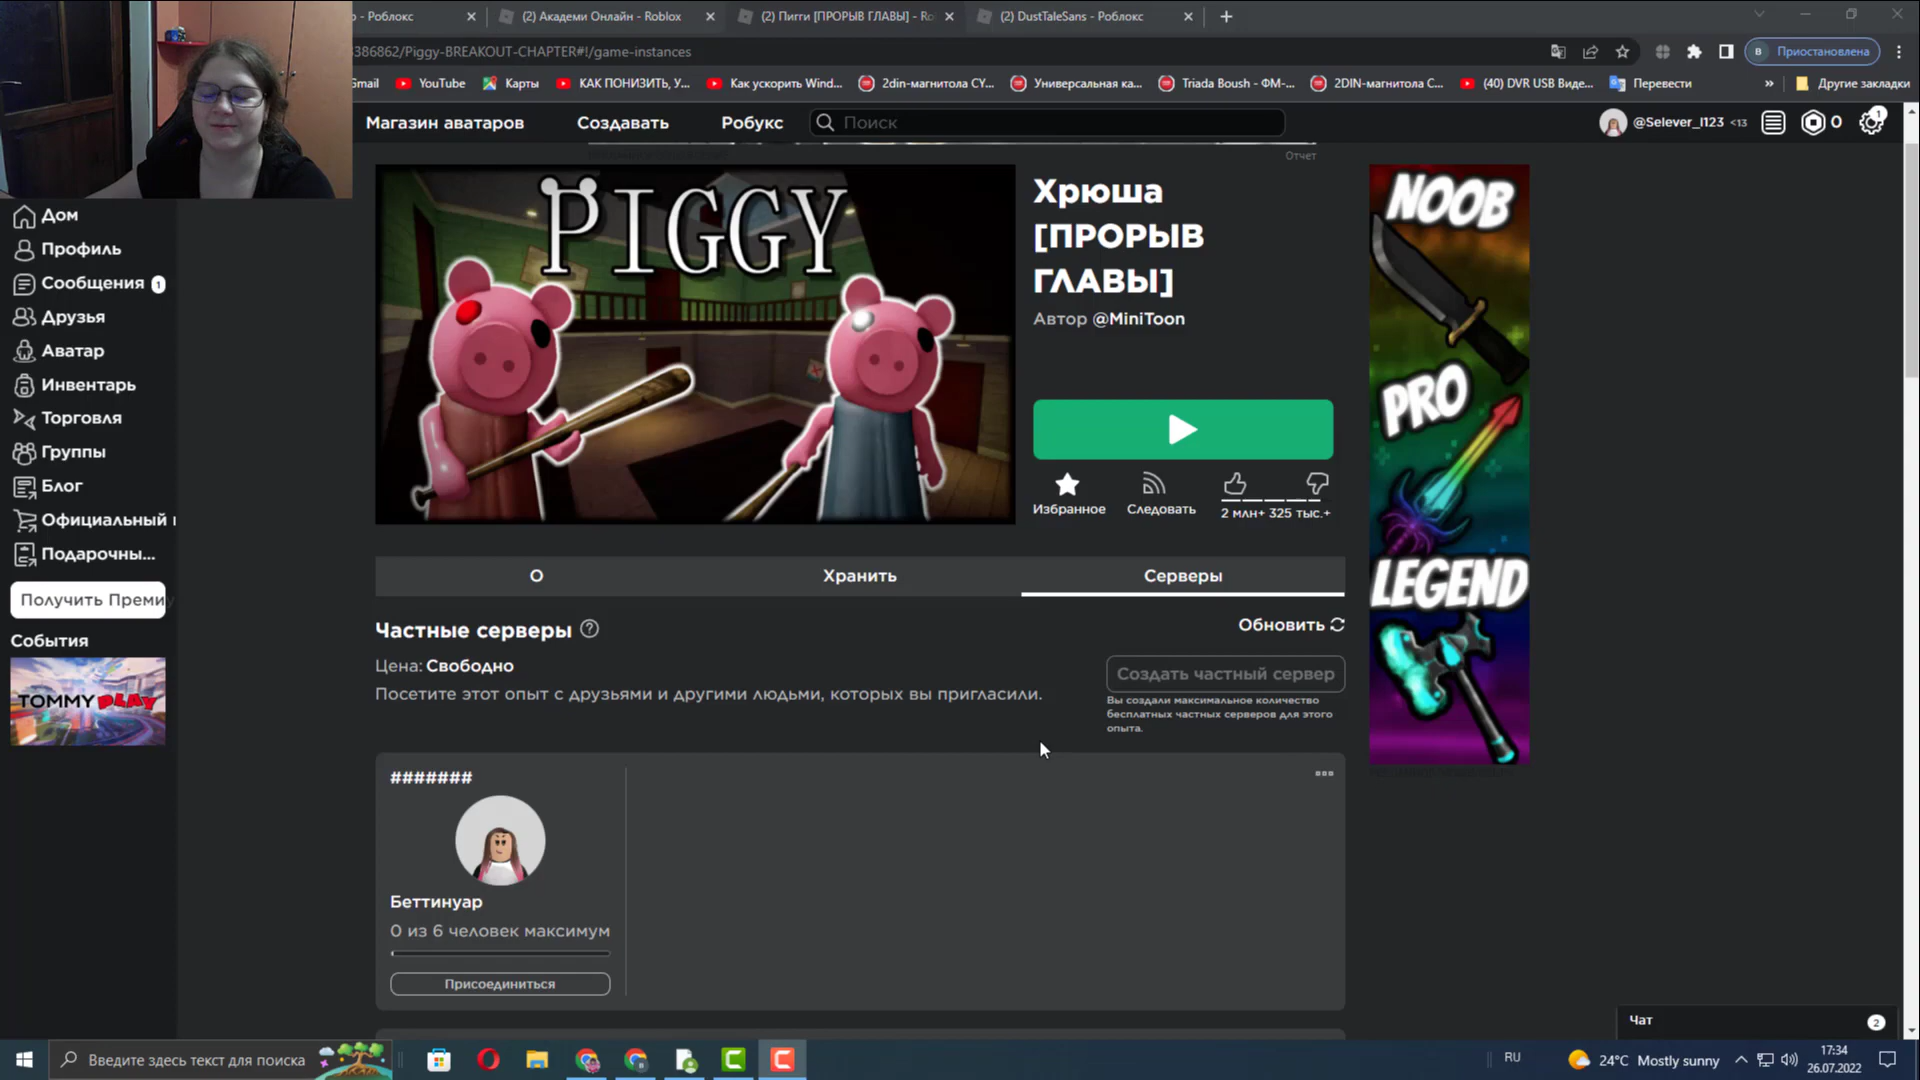 о - Роблокс
(2) Академи Онлайн - Roblox
(2) Пигги [ПРОРЫВ ГЛАВЫ] - Ro
(2) DustTaleSans - Роблокс
386862/Piggy-BREAKOUT-CHAPTER#!/game-instances
B Приостановлена
Gmail
YouTube
Карты
КАК ПОНИЗИТЬ, У...
Как ускорить Wind...
2din-магнитола CY...
Универсальная ка...
Triada Boush - ФМ-...
2DIN-магнитола С...
(40) DVR USB Виде...
Перевести
»
Другие закладки
Магазин аватаров
Создавать
Робукс
Поиск
@Selever_l123 <13
0
1
Отчет
Дом
Профиль
Сообщения 1
Друзья
Аватар
Инвентарь
Торговля
Группы
Блог
Официальный
Подарочны...
Получить Преми
События
TOMMY PLAY
PIGGY
Хрюша
[ПРОРЫВ
ГЛАВЫ]
Автор @MiniToon
Избранное
Следовать
2 млн+ 325 тыс.+
NOOB
PRO
LEGEND
О
Хранить
Серверы
Частные серверы
Обновить
Цена: Свободно
Посетите этот опыт с друзьями и другими людьми, которых вы пригласили.
Создать частный сервер
Вы создали максимальное количество
бесплатных частных серверов для этого
опыта.
#######
Беттинуар
0 из 6 человек максимум
Присоединиться
Чат
2
Введите здесь текст для поиска
RU
24°C Mostly sunny
17:34
26.07.2022